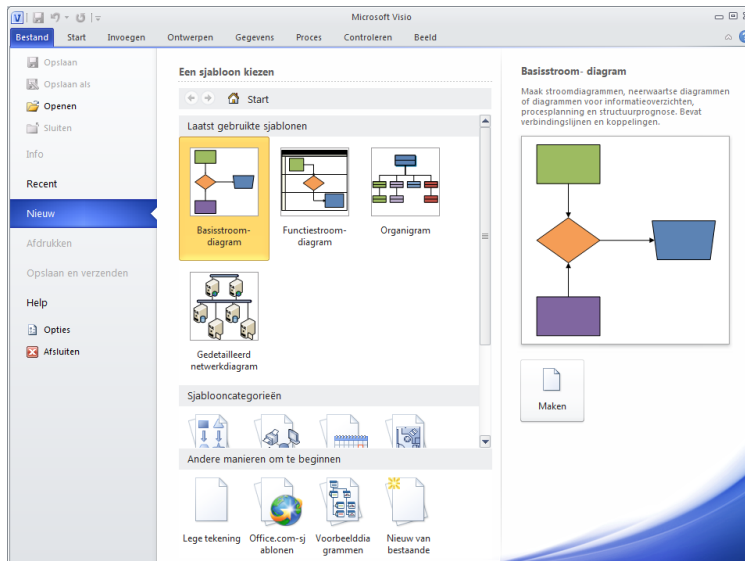 Microsoft Visio
Bestand Start Invoegen Ontwerpen Gegevens Proces Controleren Beeld
Opslaan
Opslaan als
Openen
Sluiten
Info
Recent
Nieuw
Afdrukken
Opslaan en verzenden
Help
Opties
Afsluiten
Een sjabloon kiezen
Start
Laatst gebruikte sjablonen
Basisstroom-
diagram
Functiestroom-
diagram
Organigram
Gedetailleerd
netwerkdiagram
Sjablooncategorieën
Andere manieren om te beginnen
Lege tekening
Office.com-sj
ablonen
Voorbeelddia
grammen
Nieuw van
bestaande
Basisstroom- diagram
Maak stroomdiagrammen, neerwaartse diagrammen
of diagrammen voor informatieoverzichten,
procesplanning en structuurprognose. Bevat
verbindingslijnen en koppelingen.
Maken